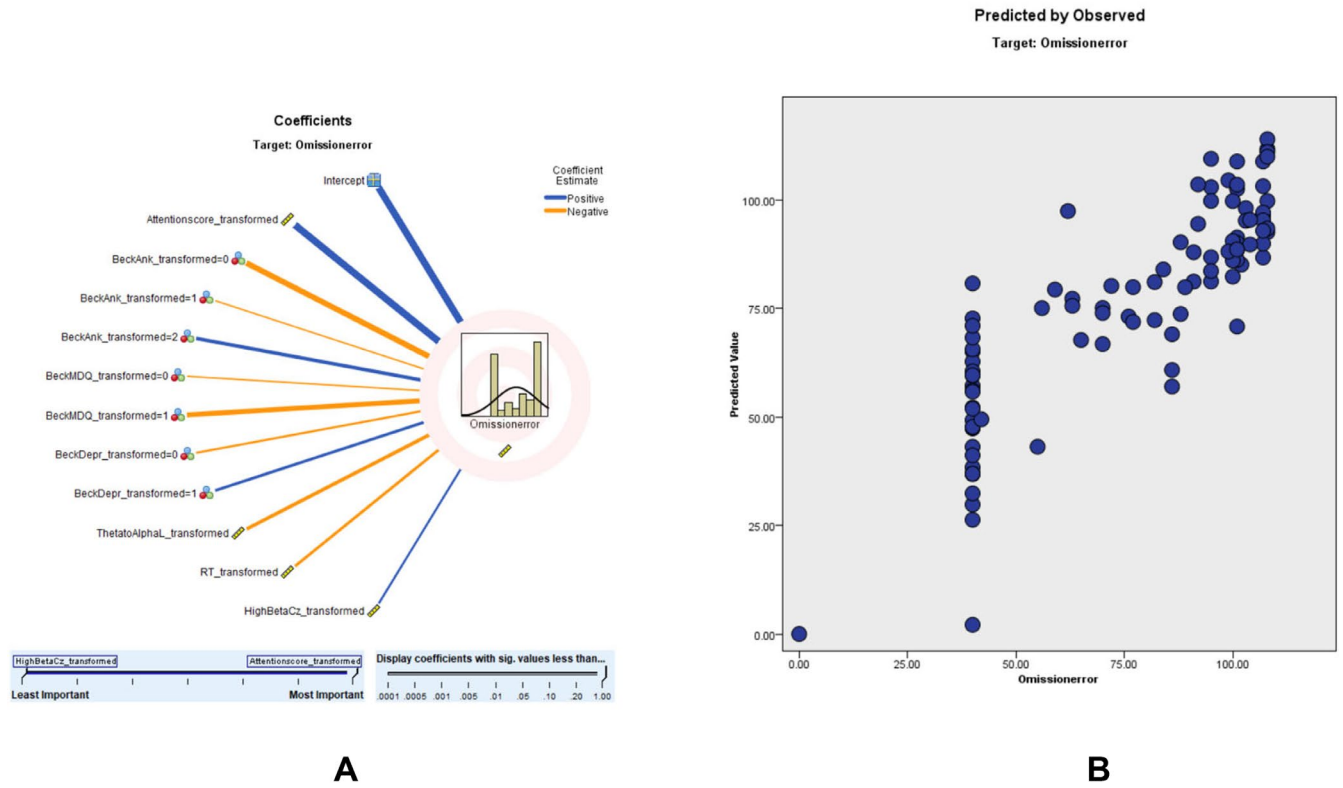 Coefficients
Target: Omissionerror
Coefficient
Estimate
Positive
Negative
Intercept
Attentionscore_transformed
BeckAnk_transformed=0
BeckAnk_transformed=1
BeckAnk_transformed=2
BeckMDQ_transformed=0
BeckMDQ_transformed=1
BeckDepr_transformed=0
BeckDepr_transformed=1
ThetatoAlphaL_transformed
RT_transformed
HighBetaCz_transformed
Omissionerror
HighBetaCz_transformed Attentionscore_transformed
Least Important Most Important
Display coefficients with sig. values less than...
.0001 .0005 .001 .005 .01 .05 .10 .20 1.00
A
Predicted by Observed
Target: Omissionerror
Predicted Value
100.00
75.00
50.00
25.00
0.00
0.00 25.00 50.00 75.00 100.00
Omissionerror
B